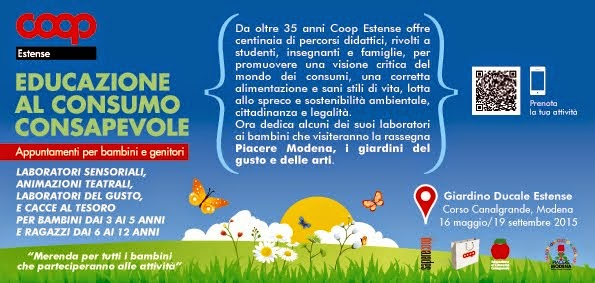 coop
Estense
EDUCAZIONE
AL CONSUMO
CONSAPEVOLE
Appuntamenti per bambini e genitori
LABORATORI SENSORIALI,
ANIMAZIONI TEATRALI,
LABORATORI DEL GUSTO,
E CACCE AL TESORO
PER BAMBINI DAI 3 AI 5 ANNI
E RAGAZZI DAI 6 AI 12 ANNI
"Merenda per tutti i bambini
che parteciperanno alle attività"
Da oltre 35 anni Coop Estense offre
centinaia di percorsi didattici, rivolti a
studenti, insegnanti e famiglie, per
promuovere una visione critica del
mondo dei consumi, una corretta
alimentazione e sani stili di vita, lotta
allo spreco e sostenibilità ambientale,
cittadinanza e legalità.
Ora dedica alcuni dei suoi laboratori
ai bambini che visiteranno la rassegna
Piacere Modena, i giardini del
gusto e delle arti.
Prenota
la tua attività
Giardino Ducale Estense
Corso Canalgrande, Modena
16 maggio/19 settembre 2015
coop